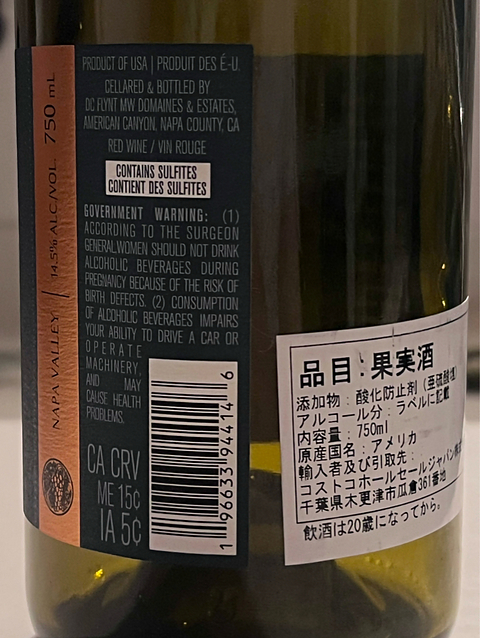 PRODUCT OF USA | PRODUIT DES É.-U.
CELLARED & BOTTLED BY
DC FLYNT MW DOMAINES & ESTATES,
AMERICAN CANYON, NAPA COUNTY, CA
RED WINE / VIN ROUGE
CONTAINS SULFITES
CONTIENT DES SULFITES
GOVERNMENT WARNING: (1)
ACCORDING TO THE SURGEON
GENERAL,WOMEN SHOULD NOT DRINK
ALCOHOLIC BEVERAGES DURING
PREGNANCY BECAUSE OF THE RISK OF
BIRTH DEFECTS. (2) CONSUMPTION
OF ALCOHOLIC BEVERAGES IMPAIRS
YOUR ABILITY TO DRIVE A CAR OR
OPERATE
MACHINERY,
AND MAY
CAUSE HEALTH
PROBLEMS.
CA CRV
ME 15¢
IA 5¢
1 96633 94414 6
NAPA VALLEY | 14.5% ALC/VOL. 750 mL
品目:果実酒
添加物:酸化防止剤(亜硫酸塩)
アルコール分:ラベルに記載
内容量:750ml
原産国名:アメリカ
輸入者及び引取先:
コストコホールセールジャパン株
千葉県木更津市瓜倉361番地
飲酒は20歳になってから。